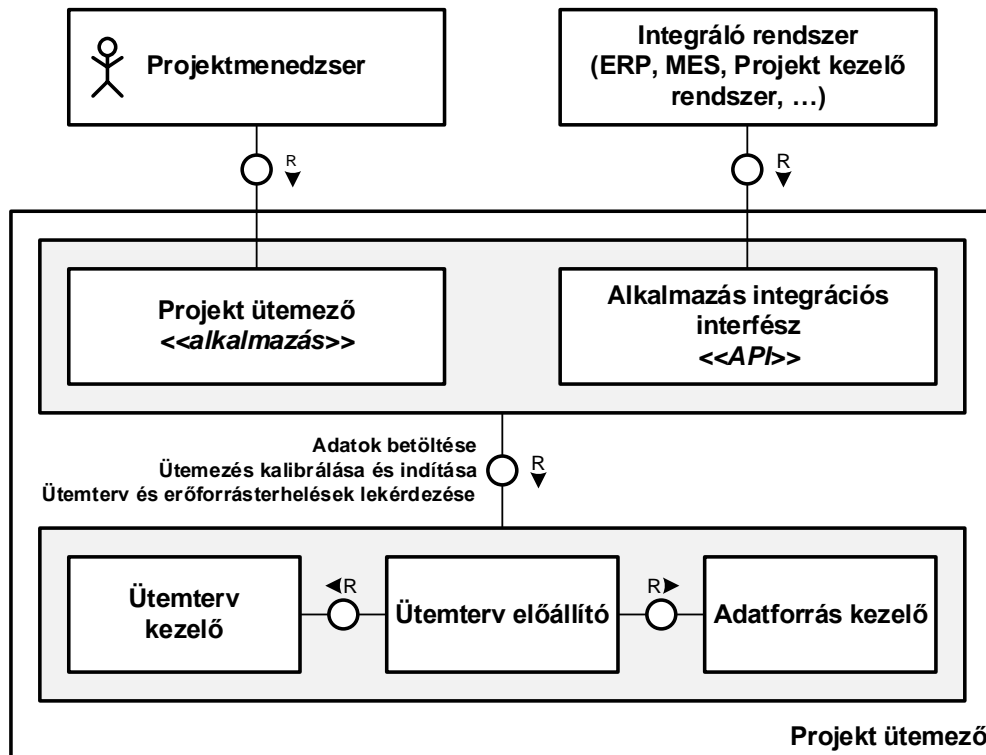 Projektmenedzser
Integráló rendszer
(ERP, MES, Projekt kezelő
rendszer, …)
R
R
Projekt ütemező
<<alkalmazás>>
Alkalmazás integrációs
interfész
<<API>>
Adatok betöltése
Ütemezés kalibrálása és indítása
Ütemterv és erőforrásterhelések lekérdezése
R
Ütemterv
kezelő
R
Ütemterv előállító
R
Adatforrás kezelő
Projekt ütemező